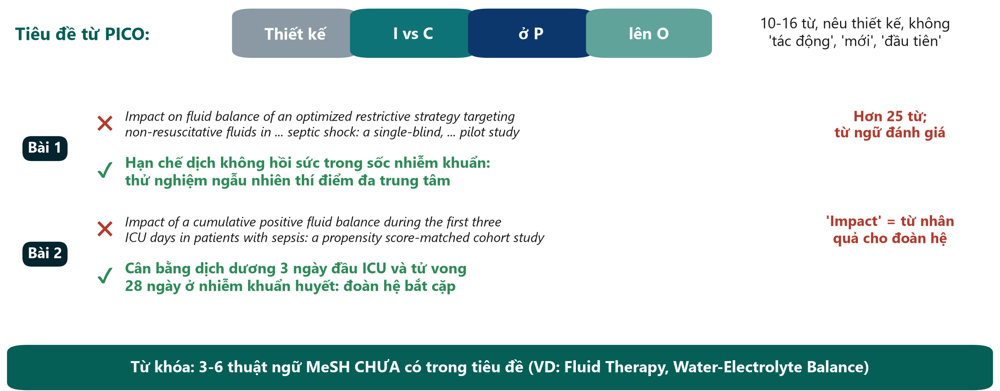 Tiêu đề từ PICO:
Thiết kế
I vs C
ở P
lên O
10-16 từ, nêu thiết kế, không
'tác động', 'mới', 'đầu tiên'
Bài 1
✕ Impact on fluid balance of an optimized restrictive strategy targeting
non-resuscitative fluids in ... septic shock: a single-blind, ... pilot study
Hơn 25 từ;
từ ngữ đánh giá
✓ Hạn chế dịch không hồi sức trong sốc nhiễm khuẩn:
thử nghiệm ngẫu nhiên thí điểm đa trung tâm
Bài 2
✕ Impact of a cumulative positive fluid balance during the first three
ICU days in patients with sepsis: a propensity score-matched cohort study
'Impact' = từ nhân
quả cho đoàn hệ
✓ Cân bằng dịch dương 3 ngày đầu ICU và tử vong
28 ngày ở nhiễm khuẩn huyết: đoàn hệ bắt cặp
Từ khóa: 3-6 thuật ngữ MeSH CHƯA có trong tiêu đề (VD: Fluid Therapy, Water-Electrolyte Balance)